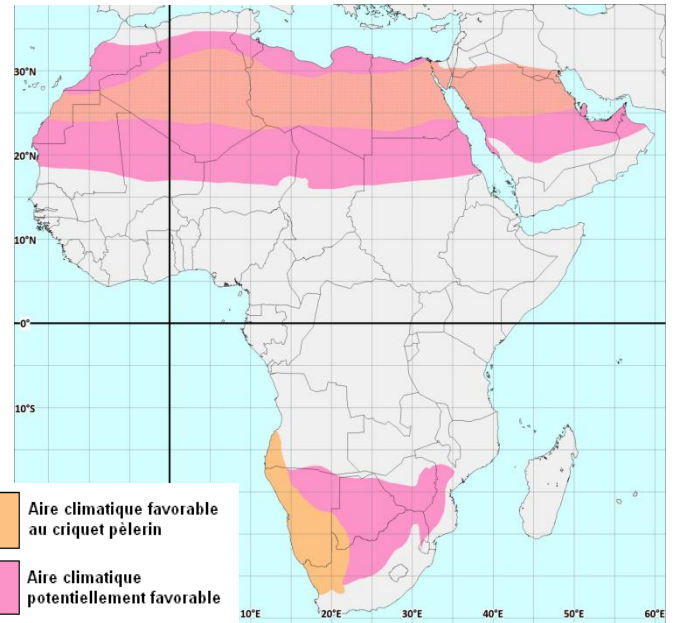 30°N
20°N
10°N
0°
10°S
Aire climatique favorable
au criquet pèlerin
Aire climatique
potentiellement favorable
10°E
20°E
30°E
40°E
50°E
60°E